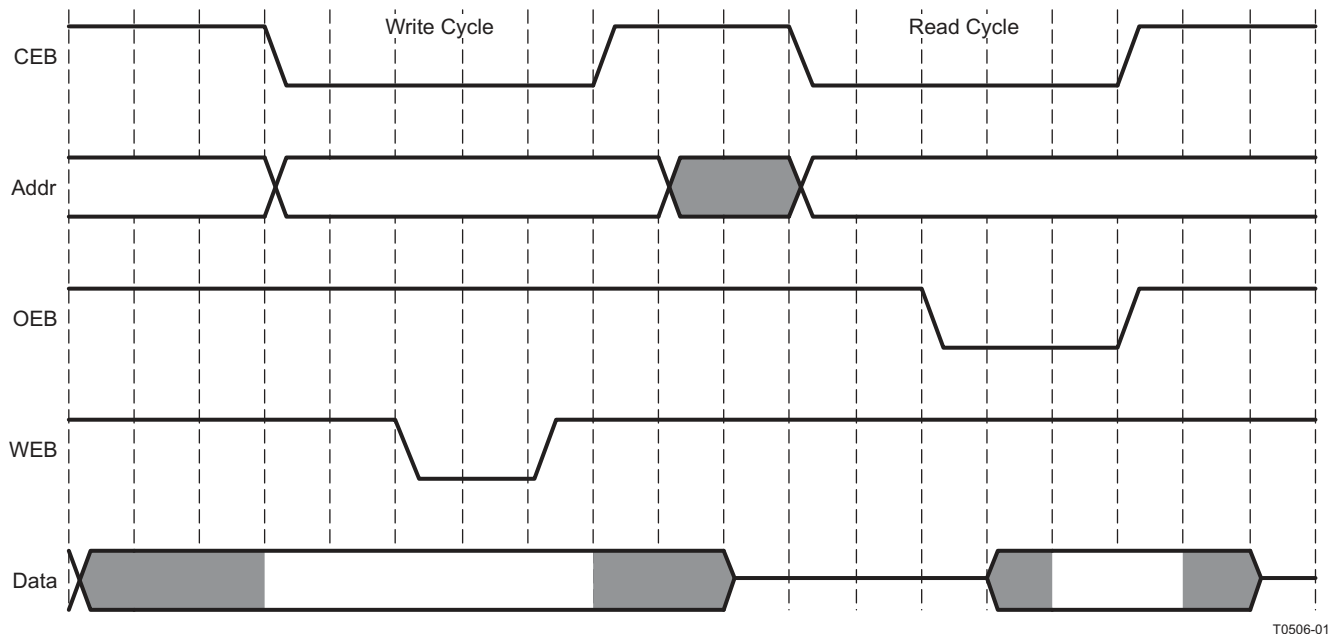 Write Cycle
Read Cycle
CEB
Addr
OEB
WEB
Data
T0506-01